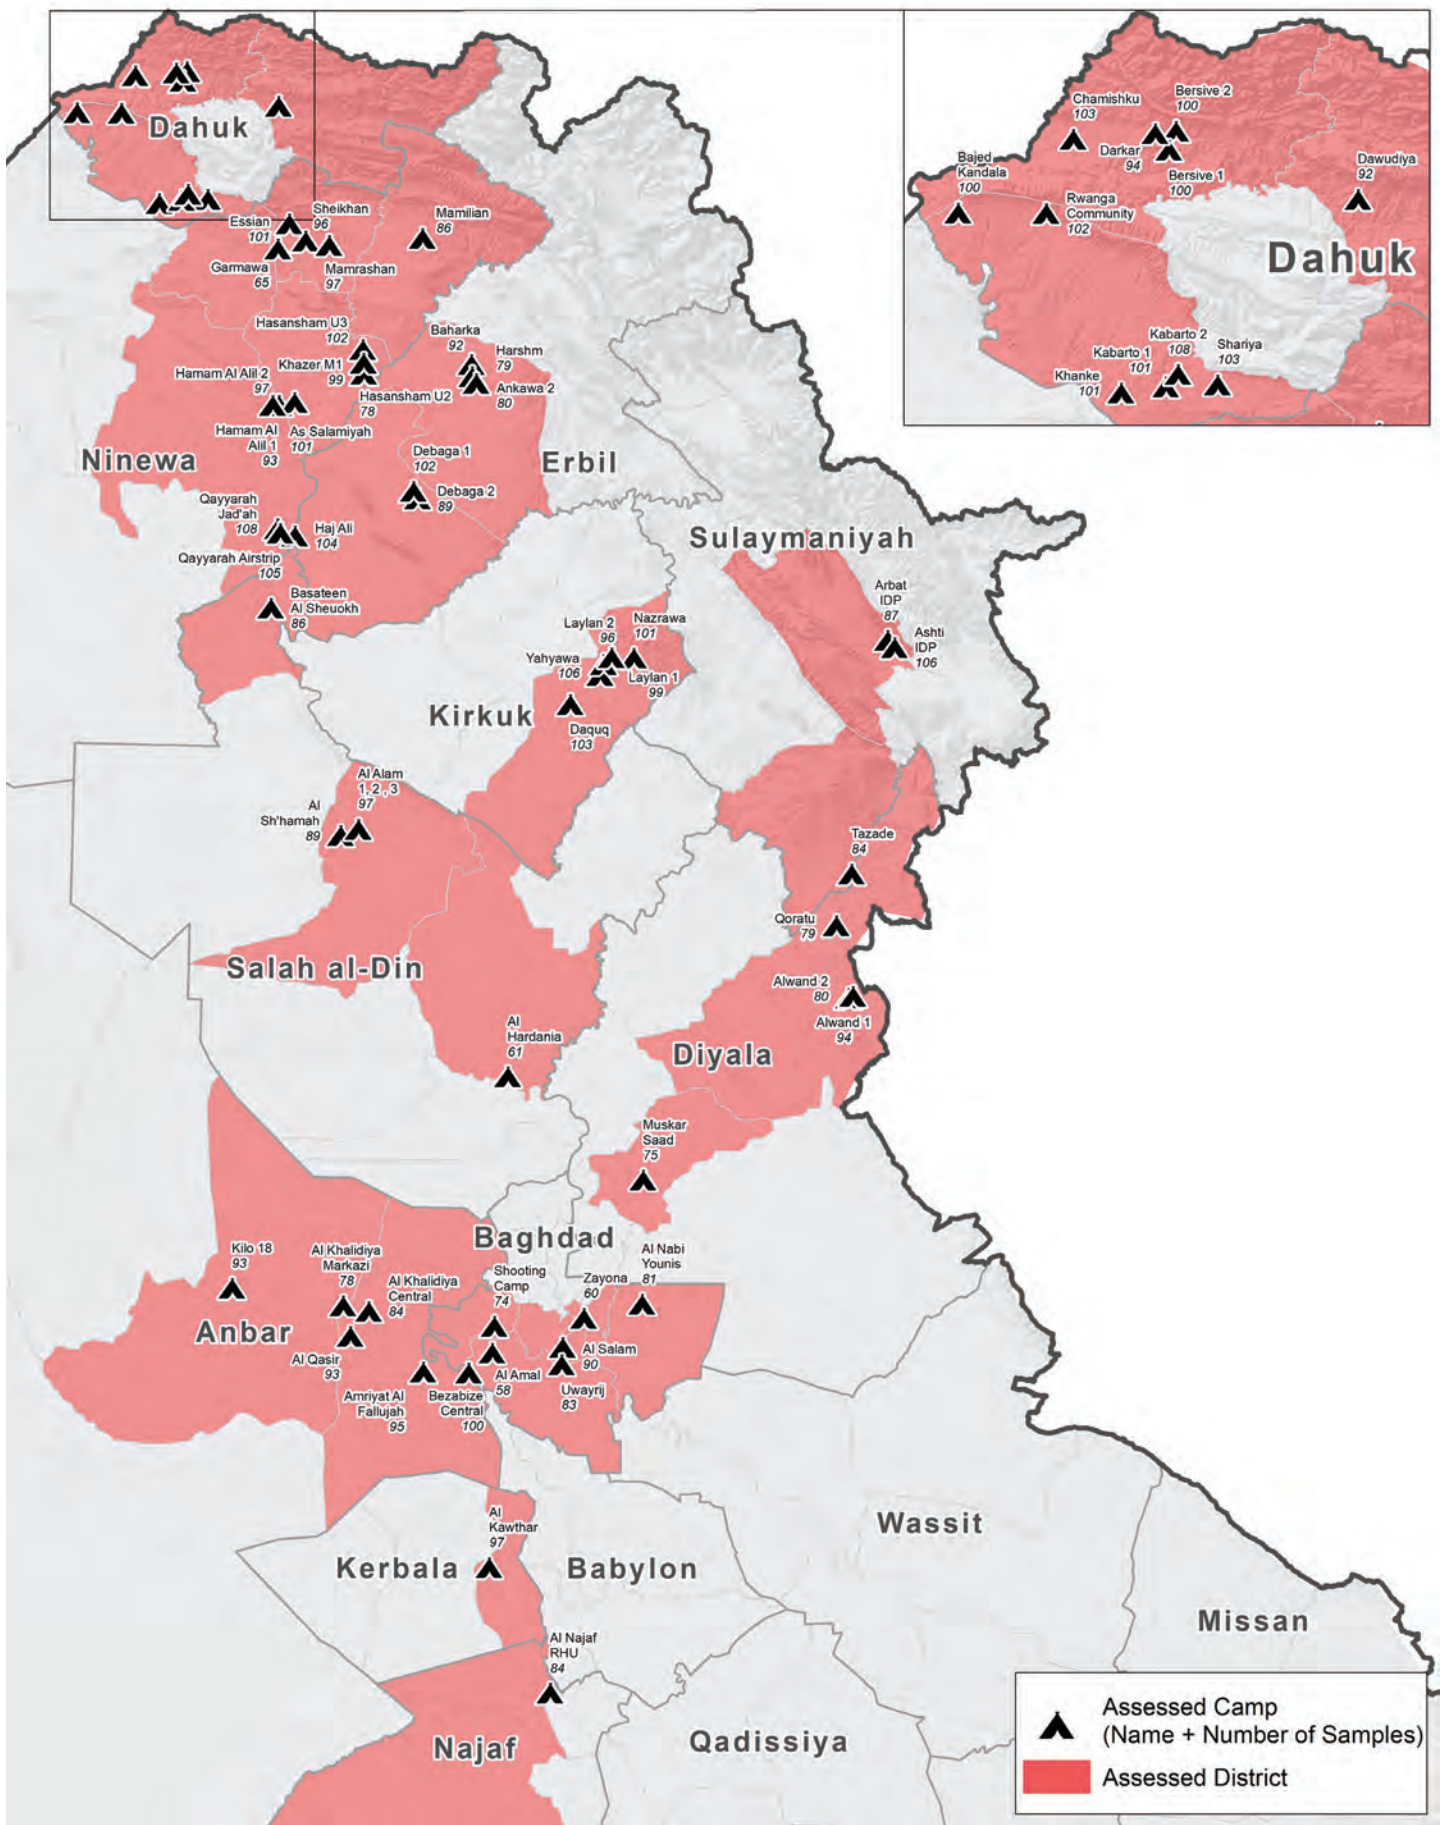 Dahuk
Essian
101
Sheikhan
96
Mamilian
86
Garmawa
65
Mamrashan
97
Hasansham U3
102
Baharka
92
Harshm
79
Khazer M1
99
Hamam Al Alil 2
97
Hasansham U2
78
Ankawa 2
80
Hamam Al
Alil 1
93
As Salamiyah
101
Ninewa
Erbil
Debaga 1
102
Debaga 2
89
Qayyarah
Jad'ah
108
Haj Ali
104
Qayyarah Airstrip
105
Basateen
Al Sheuokh
86
Sulaymaniyah
Arbat
IDP
87
Ashti
IDP
106
Laylan 2
96
Nazrawa
101
Yahyawa
106
Laylan 1
99
Kirkuk
Daquq
103
Al Alam
1, 2 , 3
97
Al
Sh'hamah
89
Tazade
84
Qoratu
79
Salah al-Din
Alwand 2
80
Alwand 1
94
Al
Hardania
61
Diyala
Muskar
Saad
75
Baghdad
Kilo 18
93
Al Khalidiya
Markazi
78
Al Khalidiya
Central
84
Shooting
Camp
74
Zayona
60
Al Nabi
Younis
81
Anbar
Al Qasir
93
Al Salam
90
Al Amal
58
Uwayrij
83
Amriyat Al
Fallujah
95
Bezabize
Central
100
Al
Kawthar
97
Kerbala
Babylon
Wassit
Missan
Al Najaf
RHU
84
Najaf
Qadissiya
Chamishku
103
Bersive 2
100
Darkar
94
Bersive 1
100
Dawudiya
92
Bajed
Kandala
100
Rwanga
Community
102
Dahuk
Kabarto 2
108
Kabarto 1
101
Shariya
103
Khanke
101
Assessed Camp
(Name + Number of Samples)
Assessed District